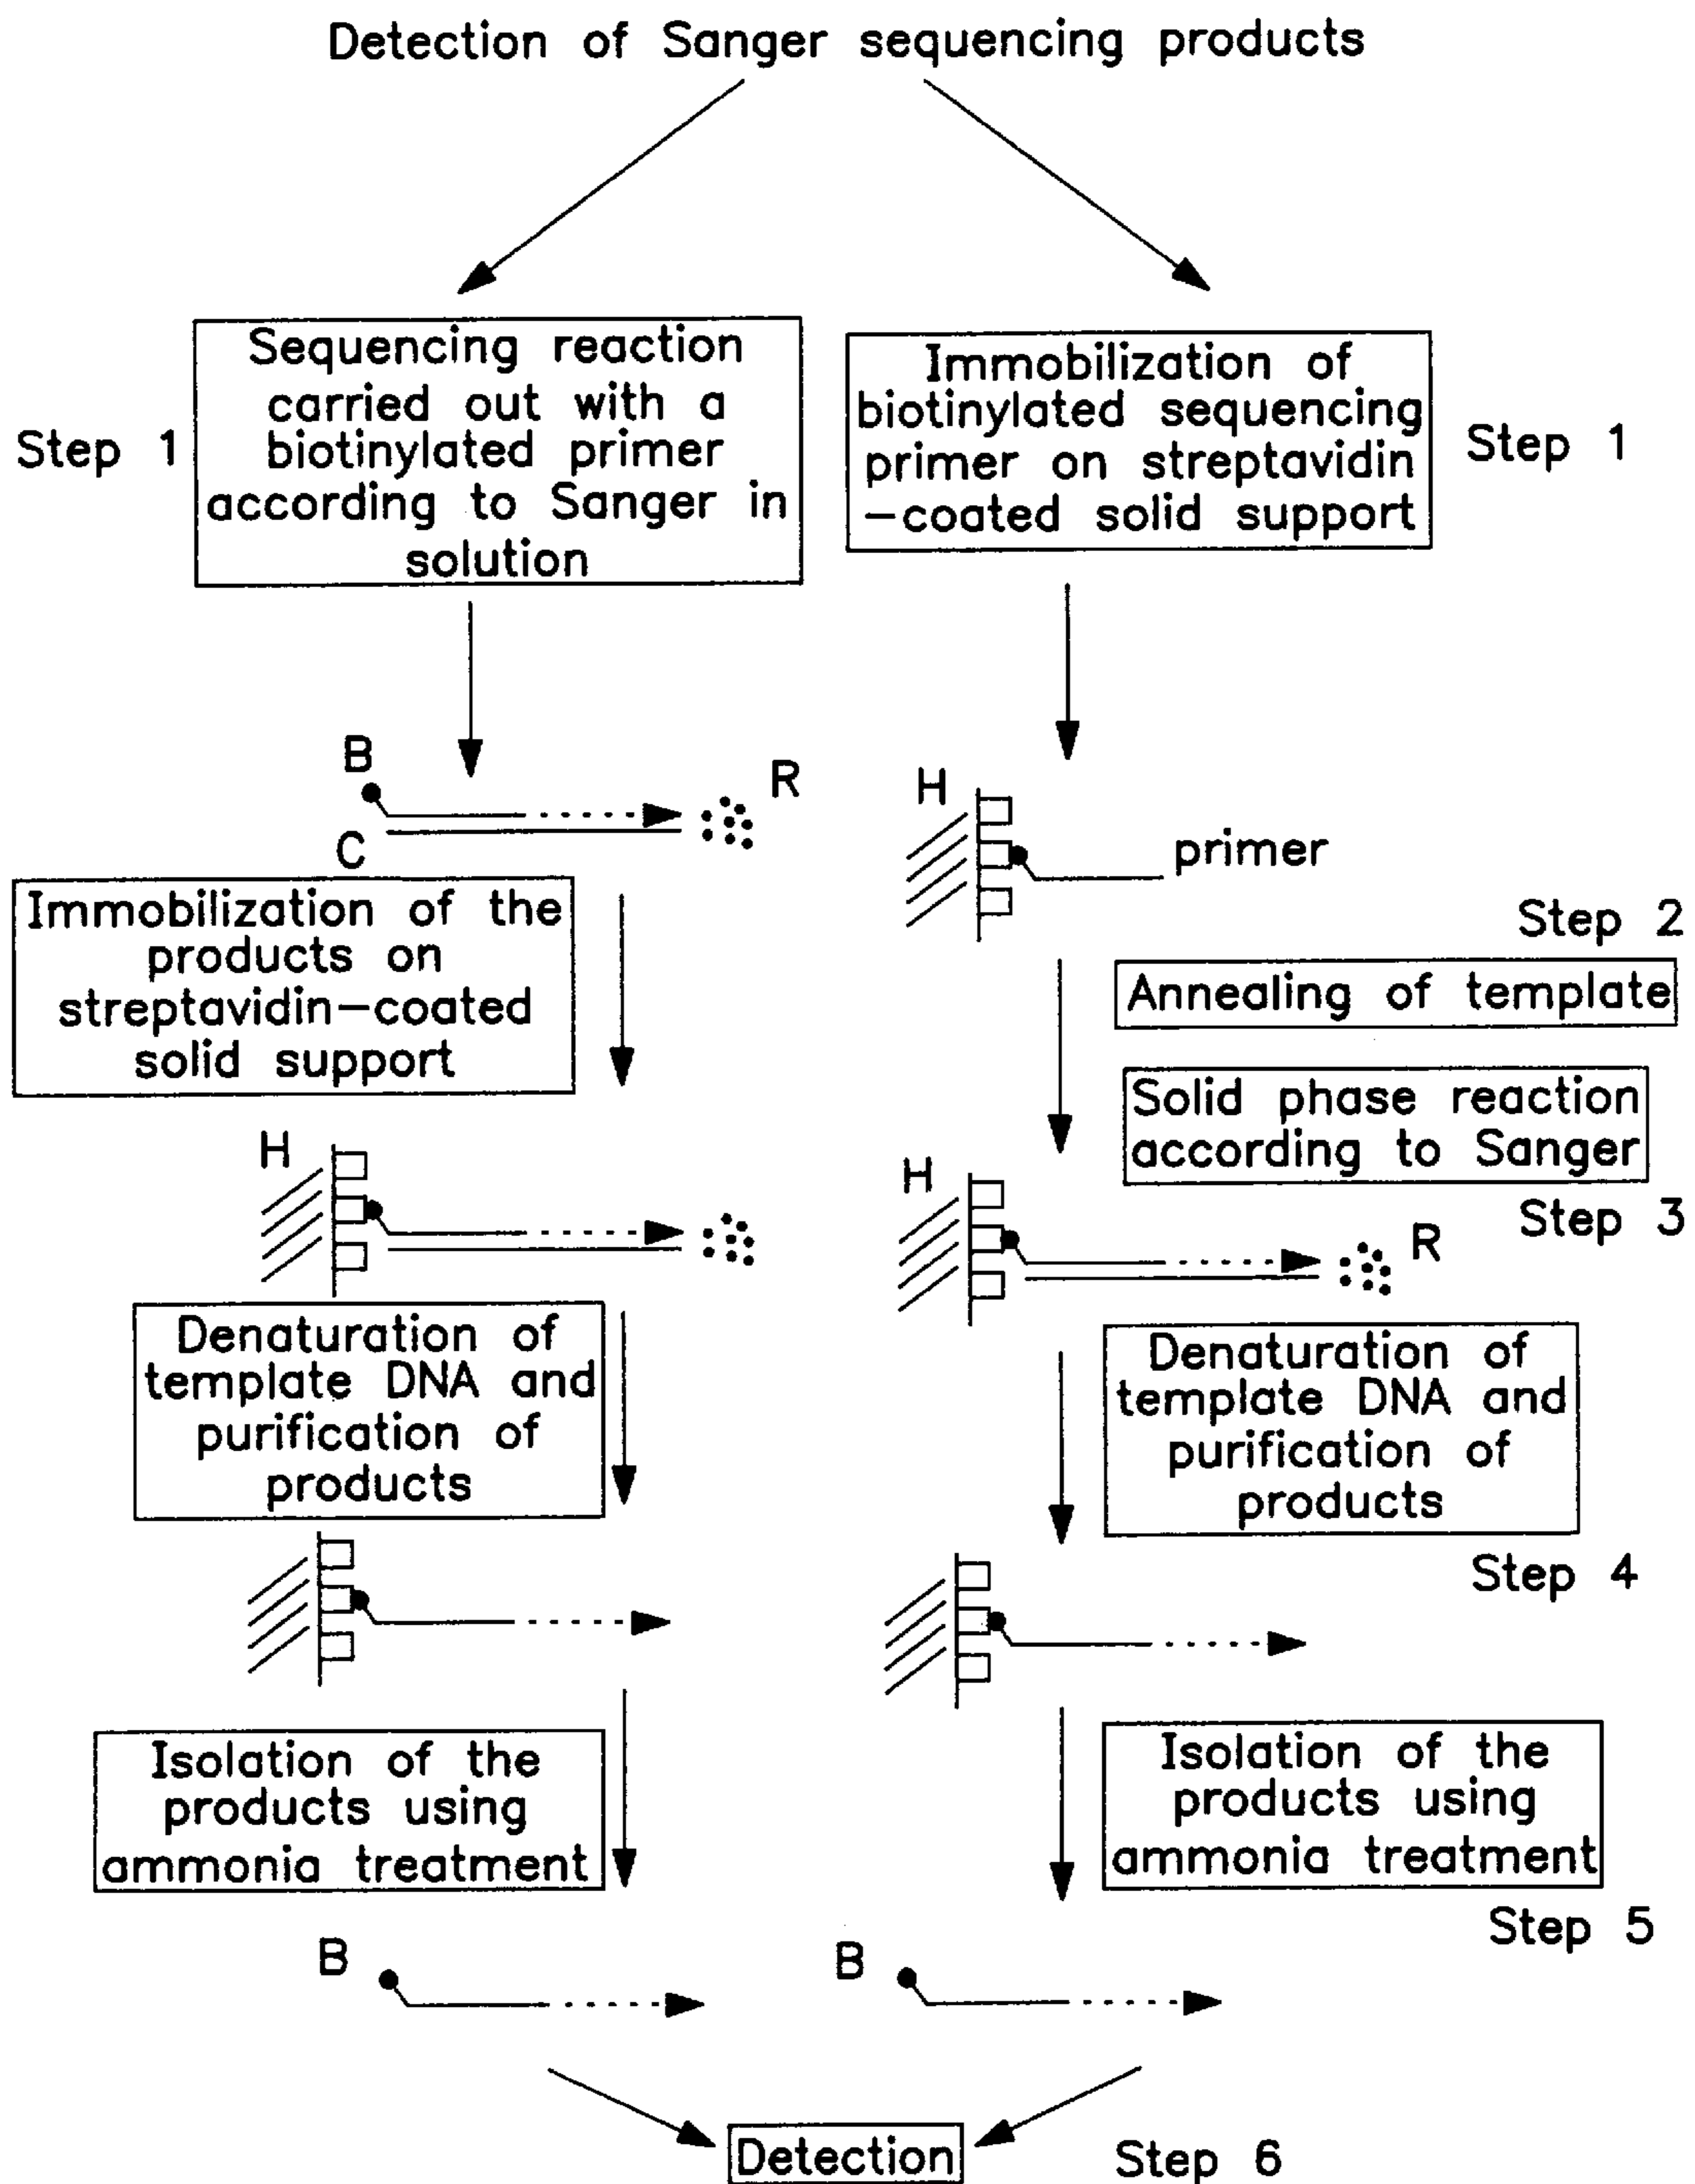 Detection of Sanger sequencing products
Step 1
Sequencing reaction
carried out with a
biotinylated primer
according to Sanger in
solution
Immobilization of
biotinylated sequencing
primer on streptavidin
-coated solid support
Step 1
B
R
C
H
primer
Immobilization of the
products on
streptavidin-coated
solid support
Step 2
Annealing of template
Solid phase reaction
according to Sanger
Step 3
H
H
R
Denaturation of
template DNA and
purification of
products
Denaturation of
template DNA and
purification of
products
Step 4
Isolation of the
products using
ammonia treatment
Isolation of the
products using
ammonia treatment
Step 5
B
B
Detection
Step 6